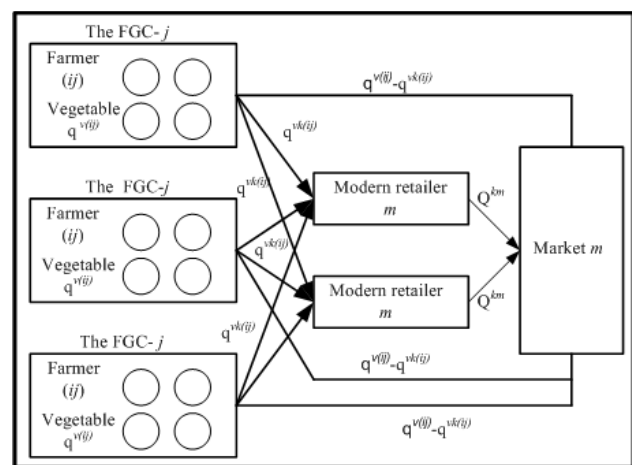 The FGC- j
Farmer
(ij)
Vegetable
q^v(ij)
The FGC-j
Farmer
(ij)
Vegetable
q^v(ij)
The FGC- j
Farmer
(ij)
Vegetable
q^v(ij)
q^v(ij)-q^vk(ij)
q^vk(ij)
q^vk(ij)
q^vk(ij)
q^vk(ij)
Modern retailer
m
Modern retailer
m
Q^km
Q^km
Market m
q^v(ij)-q^vk(ij)
q^v(ij)-q^vk(ij)